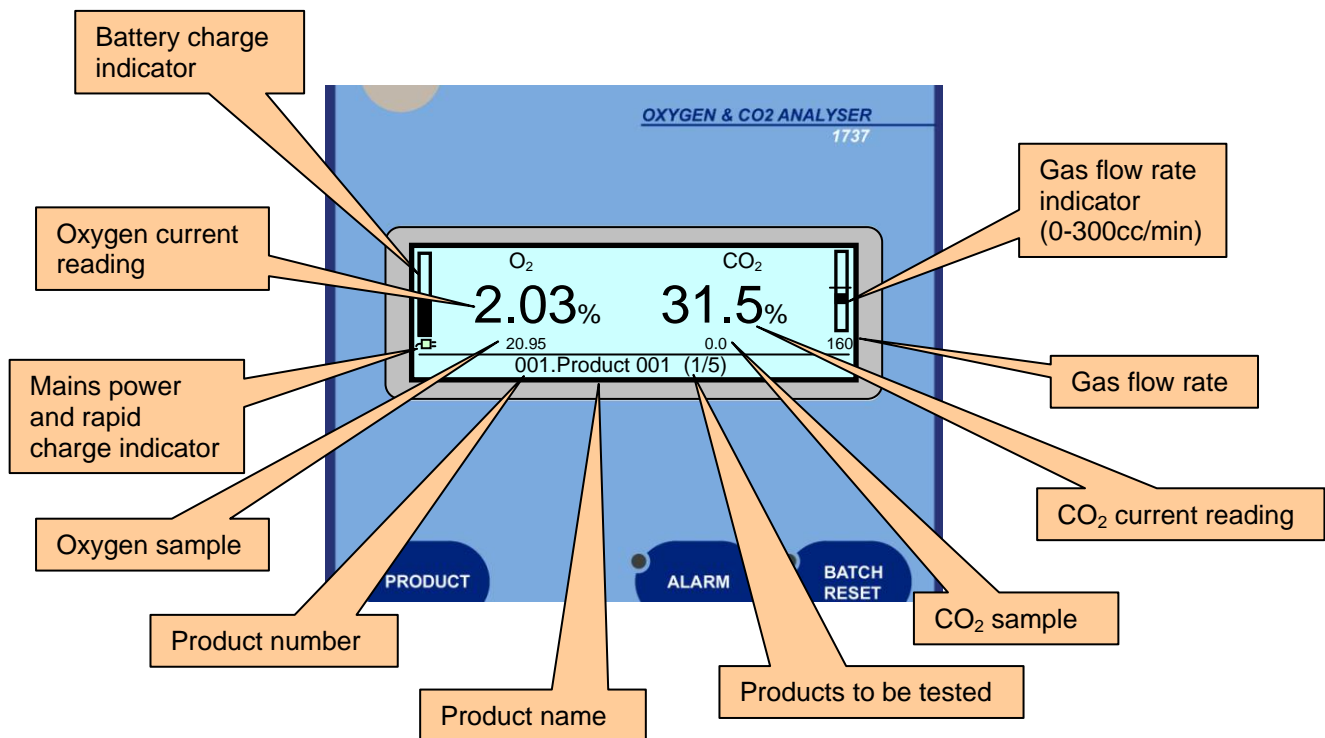 Battery charge
indicator
OXYGEN & CO2 ANALYSER
1737
Gas flow rate
indicator
(0-300cc/min)
Oxygen current
reading
O₂
CO₂
2.03%
31.5%
20.95
0.0
160
001.Product 001 (1/5)
Mains power
and rapid
charge indicator
Gas flow rate
CO₂ current reading
Oxygen sample
PRODUCT
ALARM
BATCH
RESET
CO₂ sample
Product number
Products to be tested
Product name